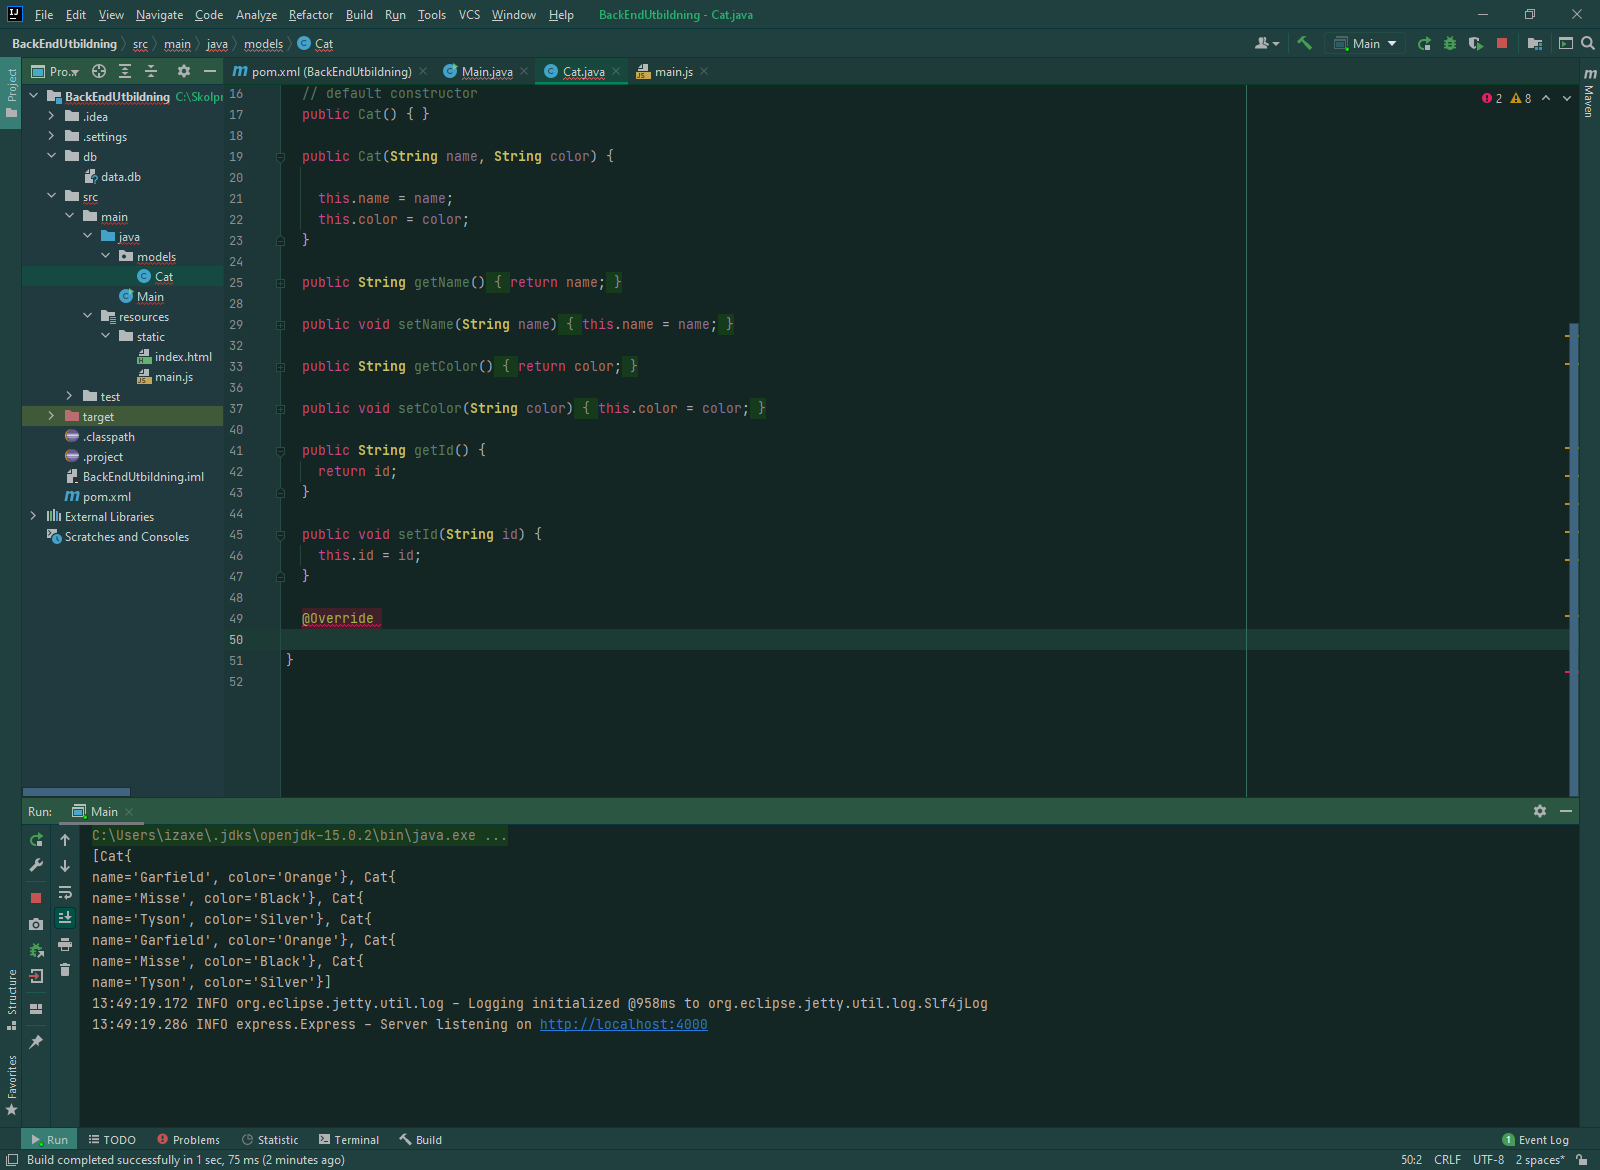 File Edit View Navigate Code Analyze Refactor Build Run Tools VCS Window Help BackEndUtbildning - Cat.java
BackEndUtbildning src main java models Cat
Main
Project
Pro...
pom.xml (BackEndUtbildning) Main.java Cat.java main.js
Maven
BackEndUtbildning C:\Skolpr
.idea
.settings
db
data.db
src
main
java
models
Cat
Main
resources
static
index.html
main.js
test
target
.classpath
.project
BackEndUtbildning.iml
pom.xml
External Libraries
Scratches and Consoles
2 8
16 // default constructor
17 public Cat() { }
18
19 public Cat(String name, String color) {
20
21 this.name = name;
22 this.color = color;
23 }
24
25 public String getName() { return name; }
28
29 public void setName(String name) { this.name = name; }
32
33 public String getColor() { return color; }
36
37 public void setColor(String color) { this.color = color; }
40
41 public String getId() {
42 return id;
43 }
44
45 public void setId(String id) {
46 this.id = id;
47 }
48
49 @Override
50
51 }
52
Run: Main
C:\Users\izaxe\.jdks\openjdk-15.0.2\bin\java.exe ...
[Cat{
name='Garfield', color='Orange'}, Cat{
name='Misse', color='Black'}, Cat{
name='Tyson', color='Silver'}, Cat{
name='Garfield', color='Orange'}, Cat{
name='Misse', color='Black'}, Cat{
name='Tyson', color='Silver'}]
13:49:19.172 INFO org.eclipse.jetty.util.log - Logging initialized @958ms to org.eclipse.jetty.util.log.Slf4jLog
13:49:19.286 INFO express.Express - Server listening on http://localhost:4000
Structure
Favorites
Run TODO Problems Statistic Terminal Build 1 Event Log
Build completed successfully in 1 sec, 75 ms (2 minutes ago) 50:2 CRLF UTF-8 2 spaces*